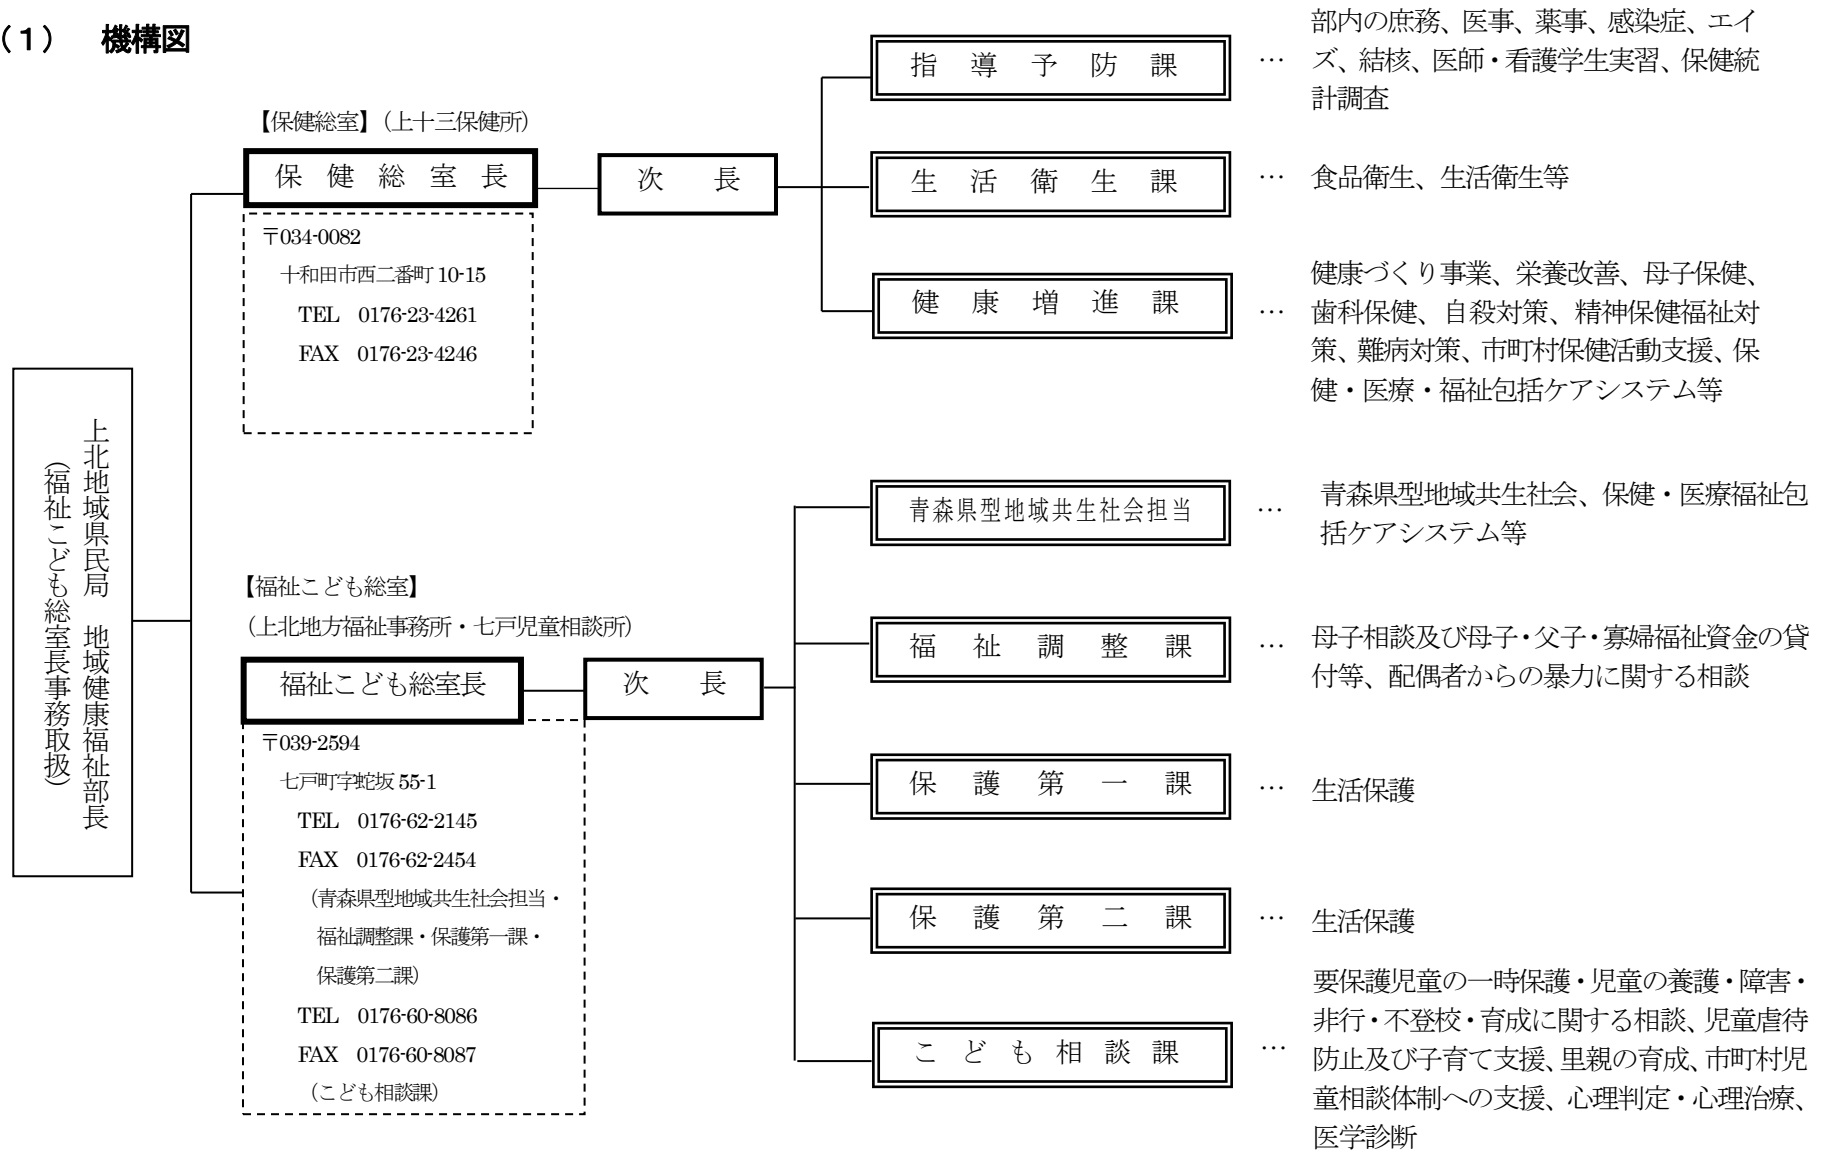 (１)　機構図
上北地域県民局　地域健康福祉部長
(福祉こども総室長事務取扱)
【保健総室】(上十三保健所)
保健総室長
次長
〒034-0082
十和田市西二番町 10-15
TEL　0176-23-4261
FAX　0176-23-4246
指導予防課
…
部内の庶務、医事、薬事、感染症、エイ
ズ、結核、医師・看護学生実習、保健統
計調査
生活衛生課
…
食品衛生、生活衛生等
健康増進課
…
健康づくり事業、栄養改善、母子保健、
歯科保健、自殺対策、精神保健福祉対
策、難病対策、市町村保健活動支援、保
健・医療・福祉包括ケアシステム等
【福祉こども総室】
(上北地方福祉事務所・七戸児童相談所)
福祉こども総室長
次長
〒039-2594
七戸町字蛇坂 55-1
TEL　0176-62-2145
FAX　0176-62-2454
(青森県型地域共生社会担当・
福祉調整課・保護第一課・
保護第二課)
TEL　0176-60-8086
FAX　0176-60-8087
(こども相談課)
青森県型地域共生社会担当
…
青森県型地域共生社会、保健・医療福祉包
括ケアシステム等
福祉調整課
…
母子相談及び母子・父子・寡婦福祉資金の貸
付等、配偶者からの暴力に関する相談
保護第一課
…
生活保護
保護第二課
…
生活保護
こども相談課
…
要保護児童の一時保護・児童の養護・障害・
非行・不登校・育成に関する相談、児童虐待
防止及び子育て支援、里親の育成、市町村児
童相談体制への支援、心理判定・心理治療、
医学診断